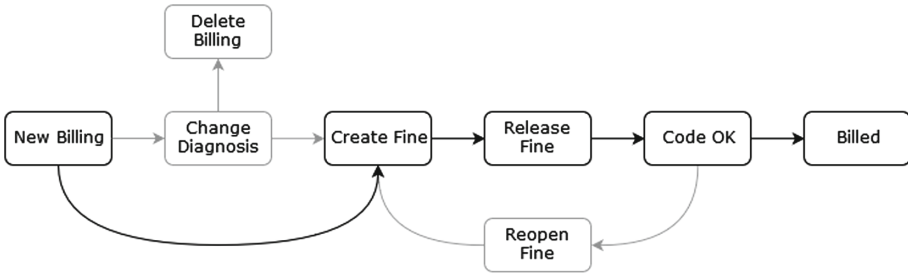 Delete
Billing
New Billing
Change
Diagnosis
Create Fine
Release
Fine
Code OK
Billed
Reopen
Fine